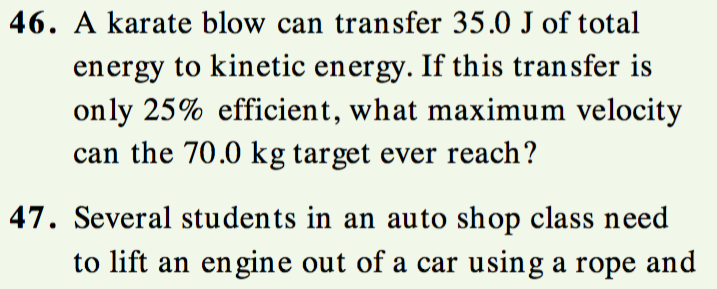 46. A karate blow can transfer 35.0 J of total
energy to kinetic energy. If this transfer is
only 25% efficient, what maximum velocity
can the 70.0 kg target ever reach?
47. Several students in an auto shop class need
to lift an engine out of a car using a rope and